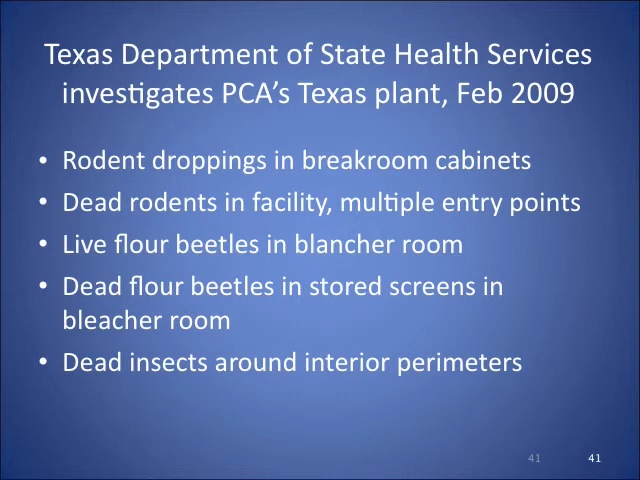 Texas Department of State Health Services
investigates PCA’s Texas plant, Feb 2009
• Rodent droppings in breakroom cabinets
• Dead rodents in facility, multiple entry points
• Live flour beetles in blancher room
• Dead flour beetles in stored screens in
bleacher room
• Dead insects around interior perimeters
41 41